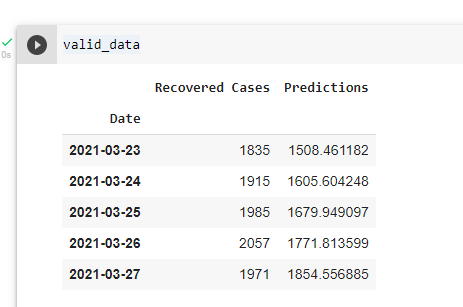 valid_data
0s
Recovered Cases Predictions
Date
2021-03-23 1835 1508.461182
2021-03-24 1915 1605.604248
2021-03-25 1985 1679.949097
2021-03-26 2057 1771.813599
2021-03-27 1971 1854.556885